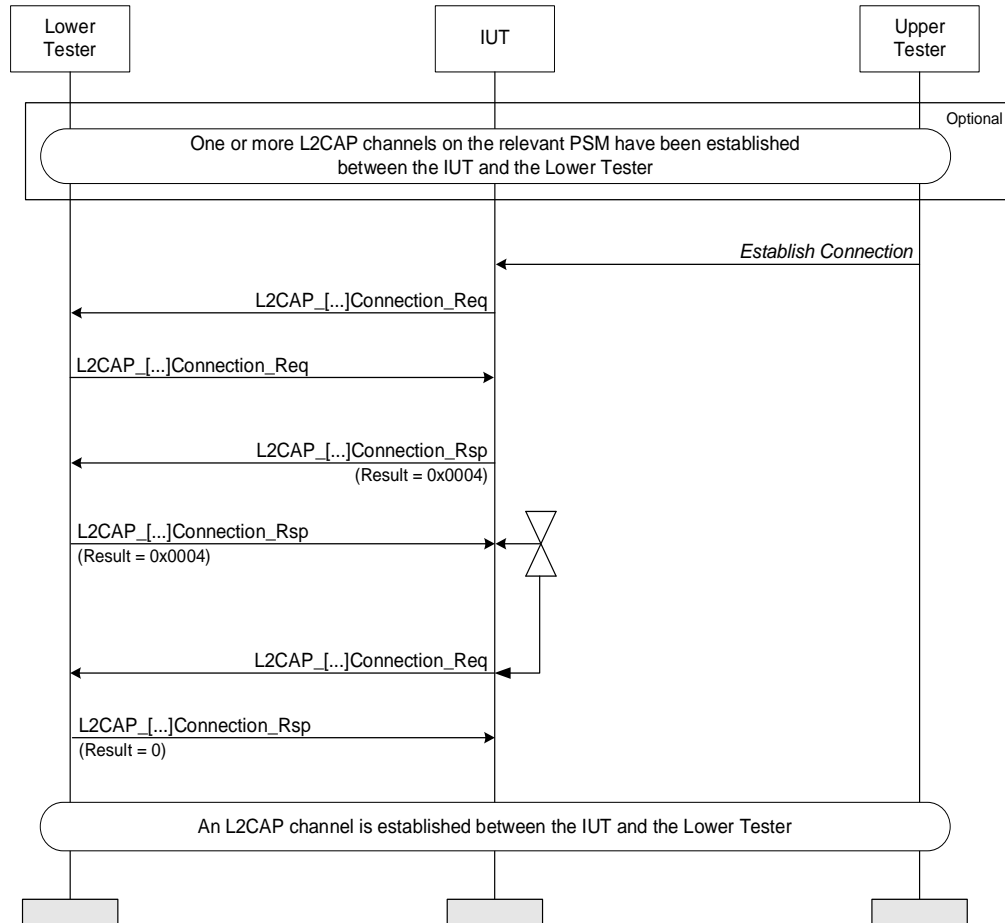 Lower
Tester
IUT
Upper
Tester
Optional
One or more L2CAP channels on the relevant PSM have been established
between the IUT and the Lower Tester
Establish Connection
L2CAP_[...]Connection_Req
L2CAP_[...]Connection_Req
L2CAP_[...]Connection_Rsp
(Result = 0x0004)
L2CAP_[...]Connection_Rsp
(Result = 0x0004)
L2CAP_[...]Connection_Req
L2CAP_[...]Connection_Rsp
(Result = 0)
An L2CAP channel is established between the IUT and the Lower Tester